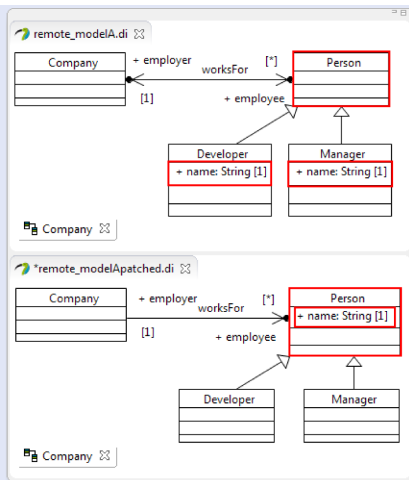 remote_modelA.di
Company
+ employer
[*]
Person
worksFor
[1]
+ employee
Developer
Manager
+ name: String [1]
+ name: String [1]
Company
*remote_modelApatched.di
Company
+ employer
[*]
Person
worksFor
+ name: String [1]
[1]
+ employee
Developer
Manager
Company